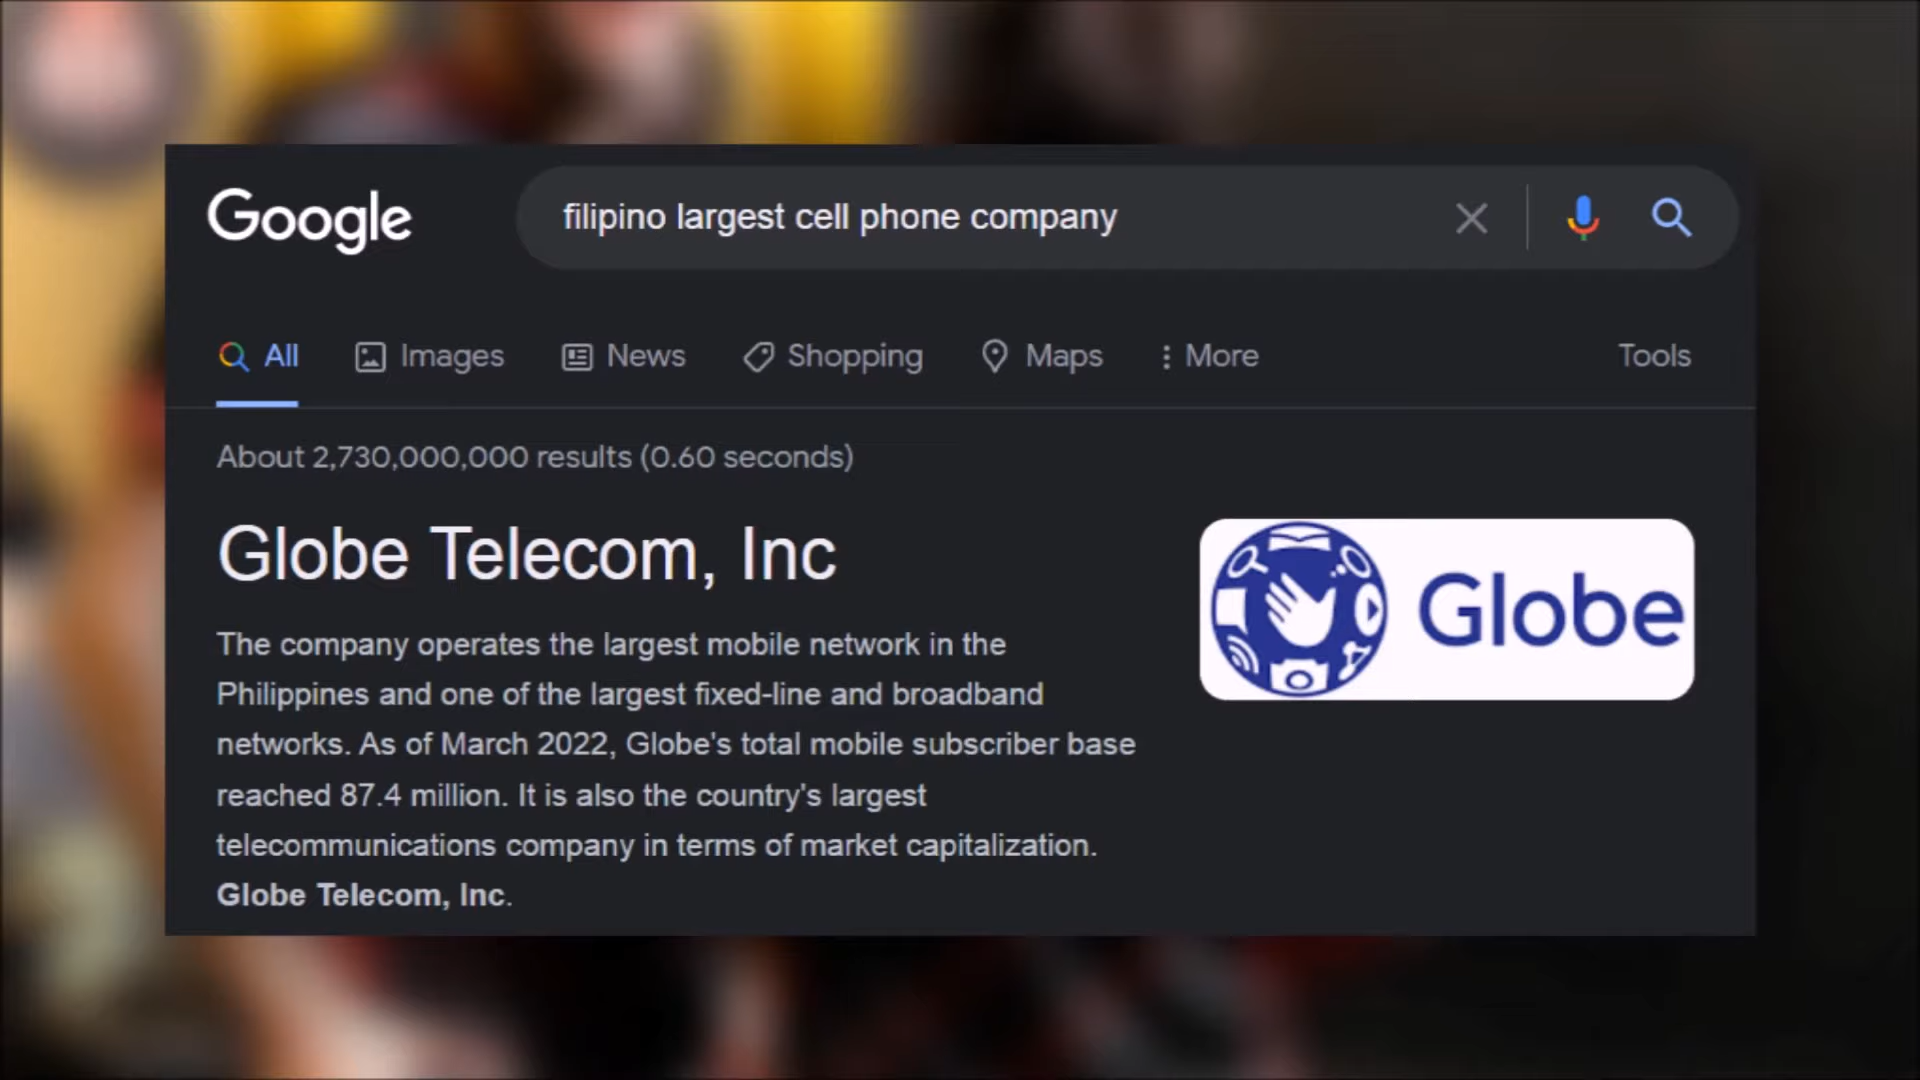 Google
filipino largest cell phone company
All Images News Shopping Maps More Tools
About 2,730,000,000 results (0.60 seconds)
Globe Telecom, Inc
Globe
The company operates the largest mobile network in the
Philippines and one of the largest fixed-line and broadband
networks. As of March 2022, Globe's total mobile subscriber base
reached 87.4 million. It is also the country's largest
telecommunications company in terms of market capitalization.
Globe Telecom, Inc.